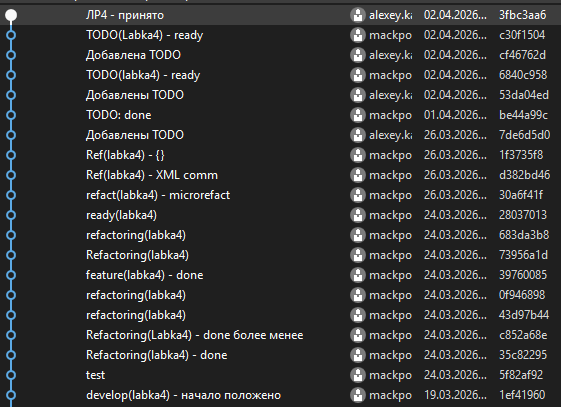 ЛР4 - принято alexey.ka 02.04.2026... 3fbc3aa6
TODO(Labka4) - ready mackpo 02.04.2026... c30f1504
Добавлена TODO alexey.ka 02.04.2026... cf46762d
TODO(labka4) - ready mackpo 02.04.2026... 6840c958
Добавлены TODO alexey.ka 02.04.2026... 53da04ed
TODO: done mackpo 01.04.2026... be44a99c
Добавлены TODO alexey.ka 26.03.2026... 7de6d5d0
Ref(labka4) - {} mackpo 26.03.2026... 1f3735f8
Ref(labka4) - XML comm mackpo 26.03.2026... d382bd46
refact(labka4) - microrefact mackpo 26.03.2026... 30a6f41f
ready(labka4) mackpo 24.03.2026... 28037013
refactoring(labka4) mackpo 24.03.2026... 683da3b8
Refactoring(labka4) mackpo 24.03.2026... 73956a1d
feature(labka4) - done mackpo 24.03.2026... 39760085
refactoring(labka4) mackpo 24.03.2026... 0f946898
refactoring(labka4) mackpo 24.03.2026... 43d97b44
Refactoring(Labka4) - done более менее mackpo 24.03.2026... c852a68e
Refactoring(labka4) - done mackpo 24.03.2026... 35c82295
test mackpo 24.03.2026... 5f82af92
develop(labka4) - начало положено mackpo 19.03.2026... 1ef41960